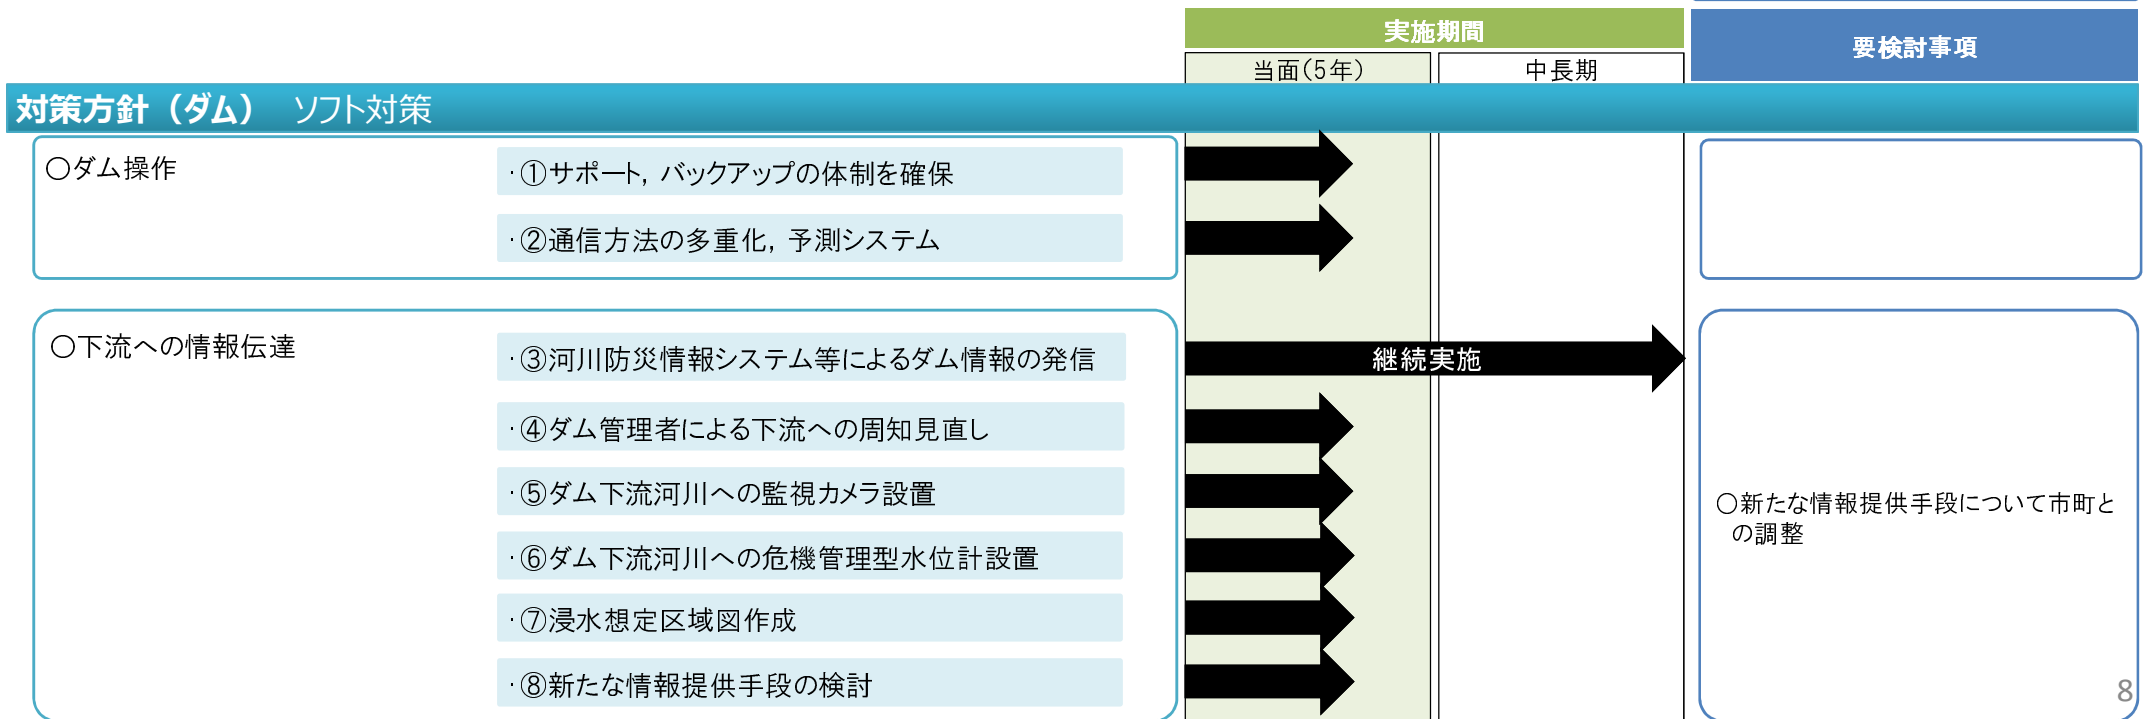 実施期間
要検討事項
当面(5年)
中長期
対策方針（ダム）　ソフト対策
○ダム操作
・①サポート，バックアップの体制を確保
・②通信方法の多重化，予測システム
○下流への情報伝達
・③河川防災情報システム等によるダム情報の発信
継続実施
・④ダム管理者による下流への周知見直し
・⑤ダム下流河川への監視カメラ設置
・⑥ダム下流河川への危機管理型水位計設置
・⑦浸水想定区域図作成
・⑧新たな情報提供手段の検討
○新たな情報提供手段について市町と
の調整
8